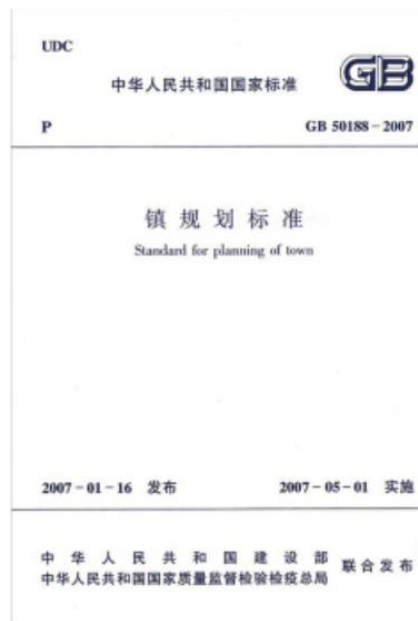 UDC
中华人民共和国国家标准
GB
P
GB 50188-2007
镇规划标准
Standard for planning of town
2007-01-16 发布
2007-05-01 实施
中华人民共和国建设部
中华人民共和国国家质量监督检验检疫总局
联合发布